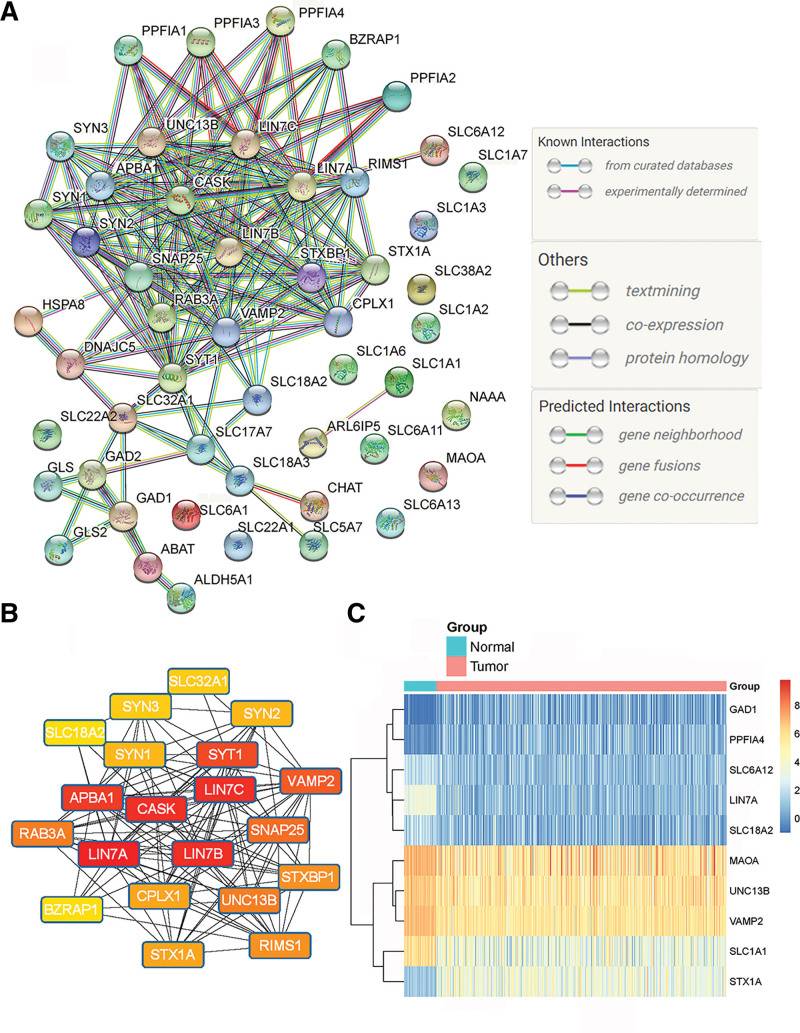 A
PPFIA4
PPFIA3
PPFIA1
BZRAP1
PPFIA2
SYN3
UNC13B
LIN7C
SLC6A12
SLC1A7
APBA1
LIN7A
RIMS1
CASK
SYN1
SLC1A3
SYN2
LIN7B
STXBP1
STX1A
SNAP25
SLC38A2
HSPA8
RAB3A
VAMP2
CPLX1
SLC1A2
DNAJC5
SYT1
SLC1A6
SLC1A1
SLC18A2
SLC32A1
NAAA
SLC22A2
SLC17A7
ARL6IP5
SLC6A11
GLS
GAD2
SLC18A3
MAOA
GAD1
SLC6A1
CHAT
SLC6A13
GLS2
SLC22A1
SLC5A7
ABAT
ALDH5A1
Known Interactions
from curated databases
experimentally determined
Others
textmining
co-expression
protein homology
Predicted Interactions
gene neighborhood
gene fusions
gene co-occurrence
B
SLC32A1
SYN3
SYN2
SLC18A2
SYN1
SYT1
VAMP2
APBA1
LIN7C
CASK
RAB3A
SNAP25
LIN7A
LIN7B
STXBP1
CPLX1
UNC13B
BZRAP1
STX1A
RIMS1
C
Group
Normal
Tumor
Group
GAD1
PPFIA4
SLC6A12
LIN7A
SLC18A2
MAOA
UNC13B
VAMP2
SLC1A1
STX1A
8
6
4
2
0